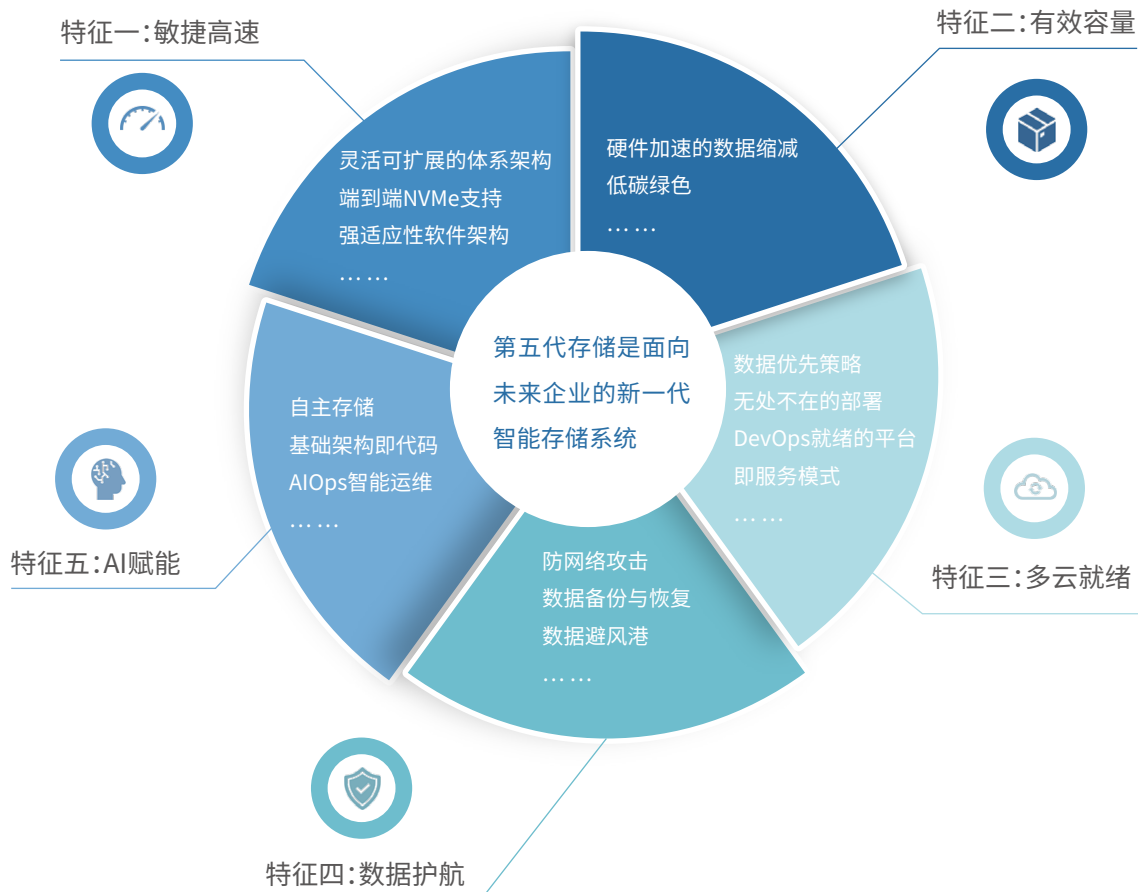 特征一：敏捷高速
灵活可扩展的体系架构
端到端NVMe支持
强适应性软件架构
… …
特征二：有效容量
硬件加速的数据缩减
低碳绿色
… …
第五代存储是面向
未来企业的新一代
智能存储系统
数据优先策略
无处不在的部署
DevOps就绪的平台
即服务模式
… …
特征三：多云就绪
防网络攻击
数据备份与恢复
数据避风港
… …
特征四：数据护航
自主存储
基础架构即代码
AIOps智能运维
… …
特征五：AI赋能